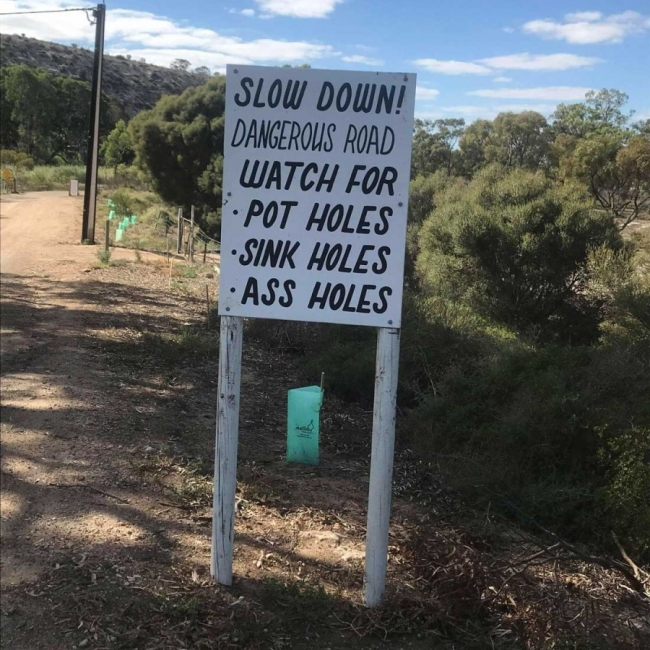 SLOW DOWN!
DANGEROUS ROAD
WATCH FOR
• POT HOLES
• SINK HOLES
• ASS HOLES